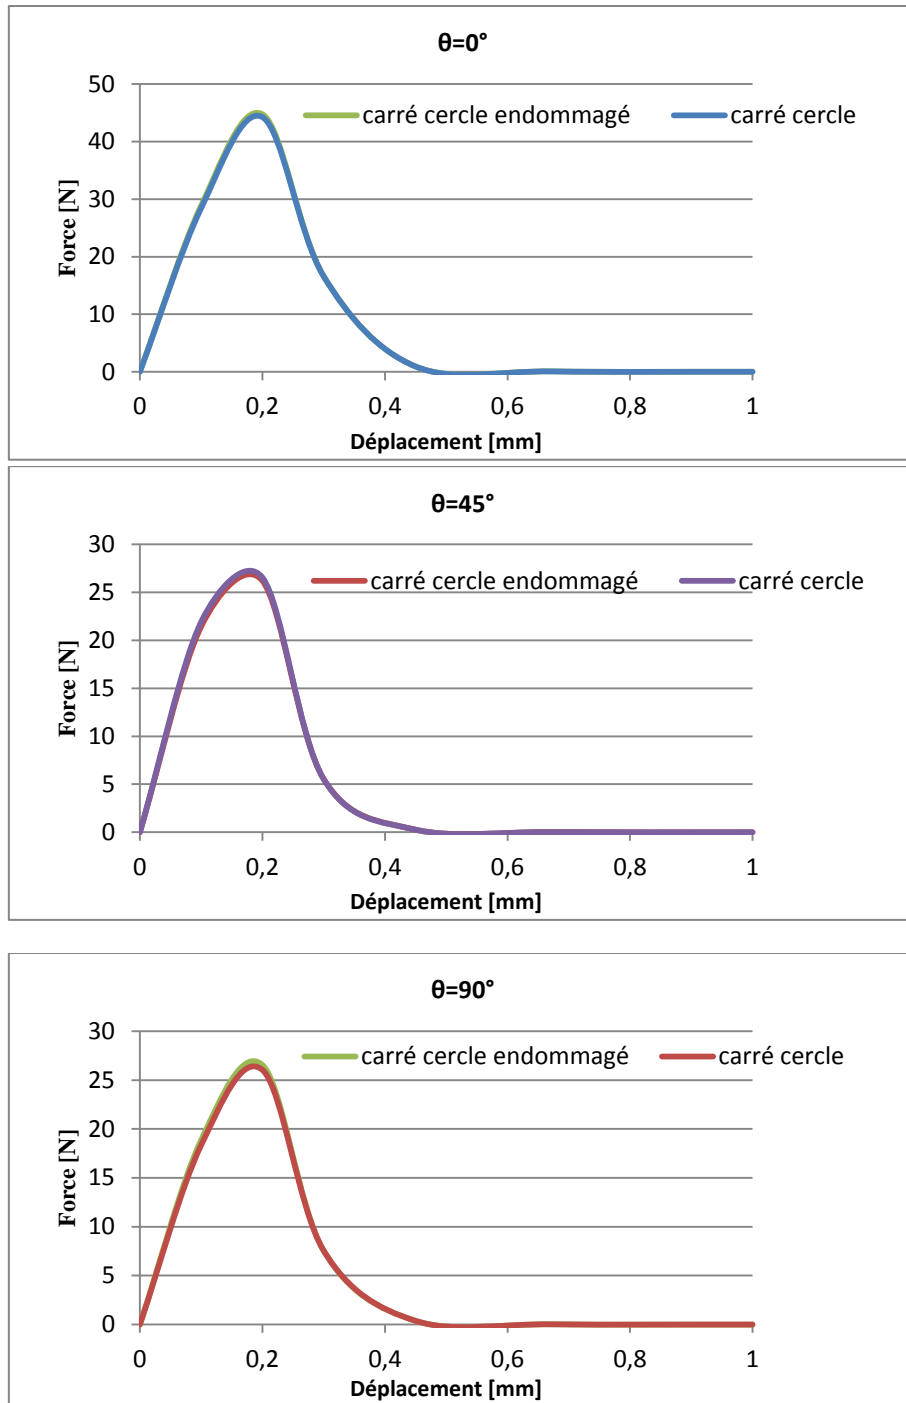 θ=0°
50
carré cercle endommagé carré cercle
40
30
20
10
0
Force [N]
0 0,2 0,4 0,6 0,8 1
Déplacement [mm]
θ=45°
30
carré cercle endommagé carré cercle
25
20
15
10
5
0
Force [N]
0 0,2 0,4 0,6 0,8 1
Déplacement [mm]
θ=90°
30
carré cercle endommagé carré cercle
25
20
15
10
5
0
Force [N]
0 0,2 0,4 0,6 0,8 1
Déplacement [mm]